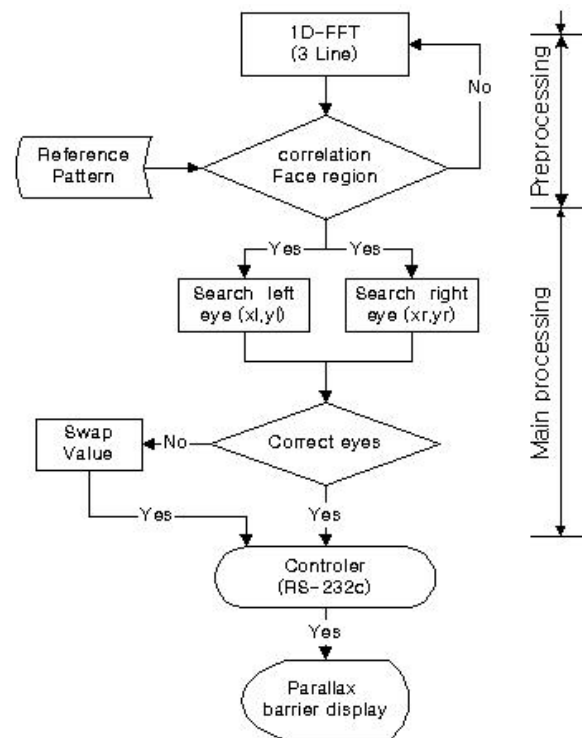 1D-FFT
(3 Line)
No
Preprocessing
Reference
Pattern
correlation
Face region
Yes
Yes
Search left
eye (xl,yl)
Search right
eye (xr,yr)
Main processing
Swap
Value
No
Correct eyes
Yes
Yes
Controler
(RS-232c)
Yes
Parallax
barrier display